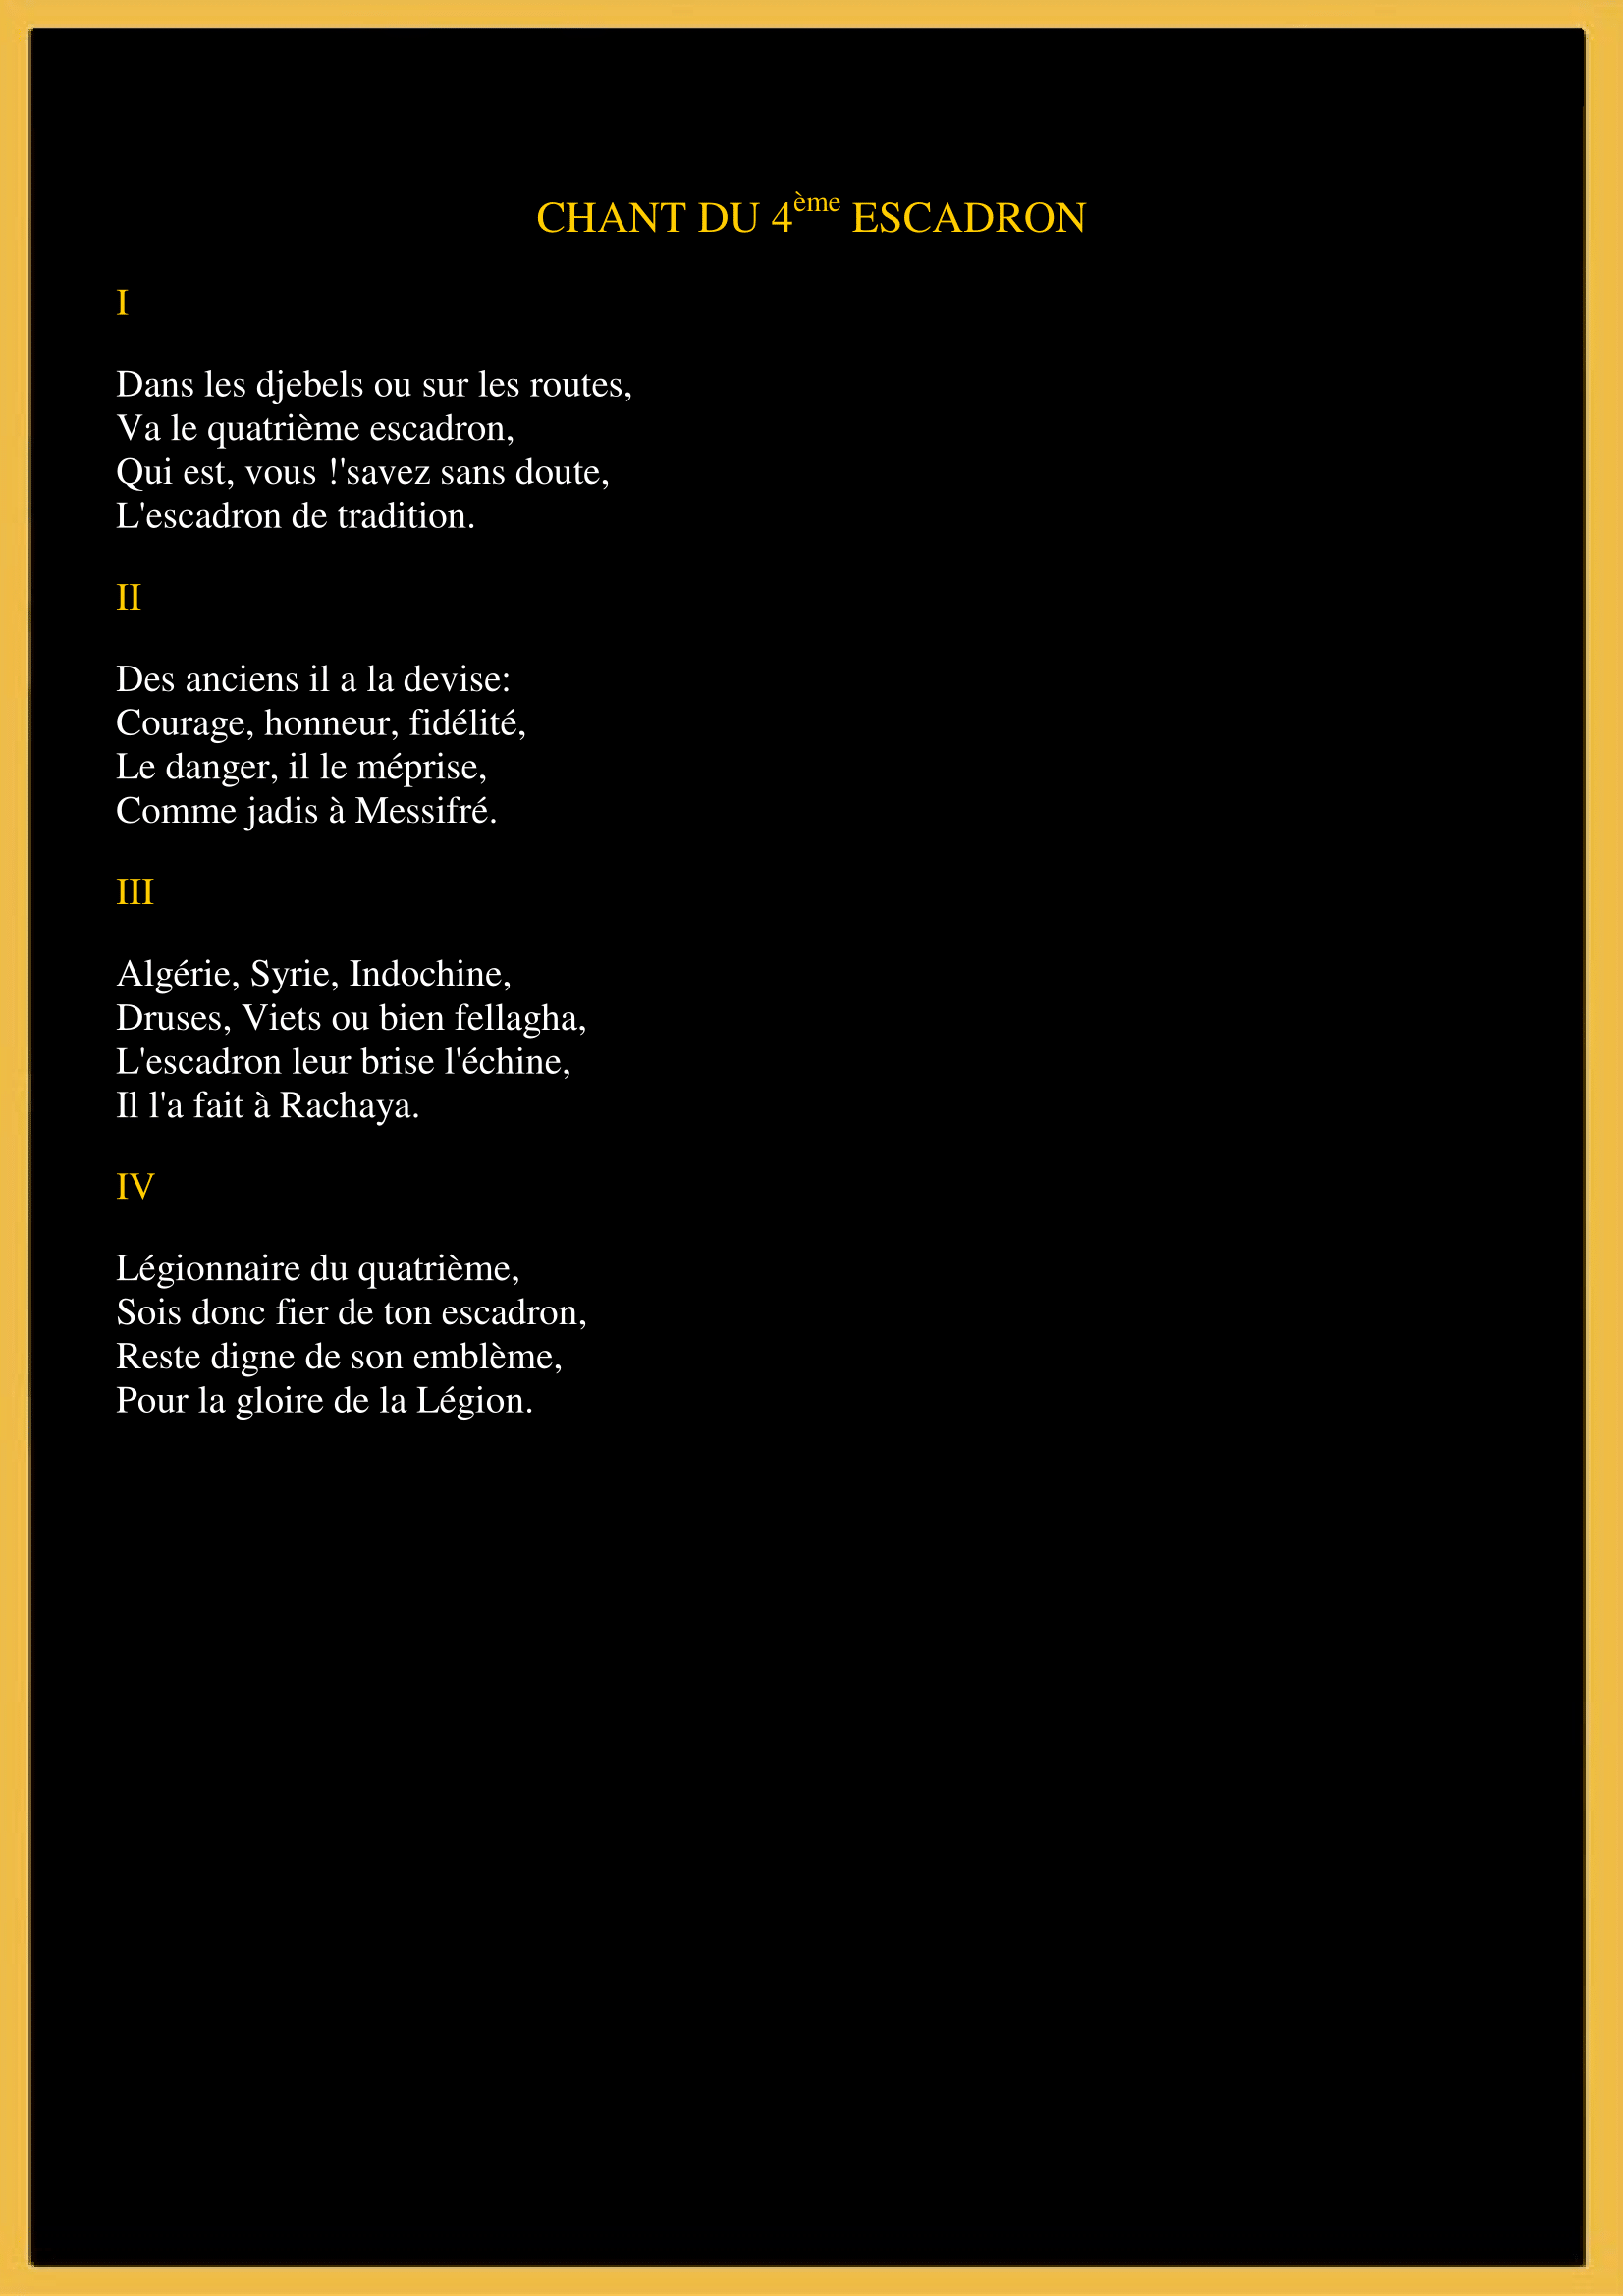 CHANT DU 4ème ESCADRON
I
Dans les djebels ou sur les routes,
Va le quatrième escadron,
Qui est, vous !'savez sans doute,
L'escadron de tradition.
II
Des anciens il a la devise:
Courage, honneur, fidélité,
Le danger, il le méprise,
Comme jadis à Messifré.
III
Algérie, Syrie, Indochine,
Druses, Viets ou bien fellagha,
L'escadron leur brise l'échine,
Il l'a fait à Rachaya.
IV
Légionnaire du quatrième,
Sois donc fier de ton escadron,
Reste digne de son emblème,
Pour la gloire de la Légion.